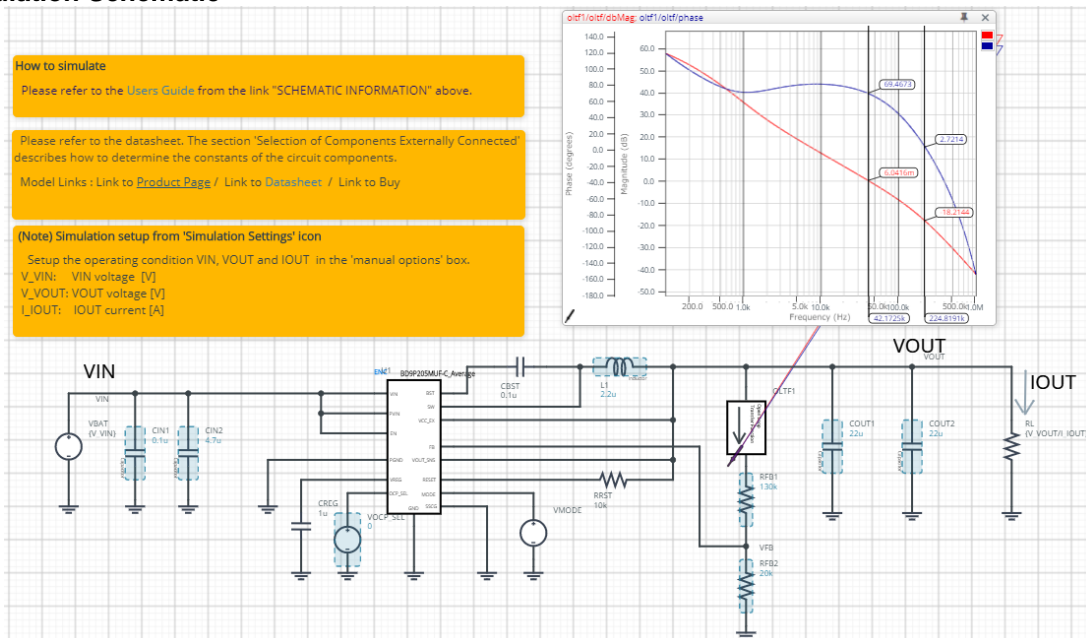 ulation Schematic
How to simulate
Please refer to the Users Guide from the link "SCHEMATIC INFORMATION" above.
Please refer to the datasheet. The section 'Selection of Components Externally Connected'
describes how to determine the constants of the circuit components.
Model Links : Link to Product Page / Link to Datasheet / Link to Buy
(Note) Simulation setup from 'Simulation Settings' icon
Setup the operating condition VIN, VOUT and IOUT in the 'manual options' box.
V_VIN: VIN voltage [V]
V_VOUT: VOUT voltage [V]
I_IOUT: IOUT current [A]
oltf1/oltf/dbMag; oltf1/oltf/phase
140.0
120.0
100.0
80.0
60.0
40.0
20.0
0.0
-20.0
-40.0
-60.0
-80.0
-100.0
-120.0
-140.0
-160.0
-180.0
Phase (degrees)
60.0
50.0
40.0
30.0
20.0
10.0
0.0
-10.0
-20.0
-30.0
-40.0
-50.0
Magnitude (dB)
69.4673
2.7214
6.0416m
-18.2144
200.0 500.0 1.0k 5.0k 10.0k 50.0k 100.0k 500.0k 1.0M
Frequency (Hz)
42.1725k 224.8191k
VIN
VIN
VBAT
{V_VIN}
CIN1
0.1u
CIN2
4.7u
BD9P205MUF-C_Average
VIN
PVIN
EN
PGND
VREG
OCP_SEL
GND
BST
SW
VCC_EX
FB
VOUT_SNS
RESET
MODE
SSCG
CREG
1u
VOCP_SEL
0
CBST
0.1u
L1
2.2u
RRST
10k
VMODE
OLTF1
RFB1
130k
VFB
RFB2
20k
VOUT
VOUT
COUT1
22u
COUT2
22u
IOUT
RL
{V_VOUT/I_IOUT}